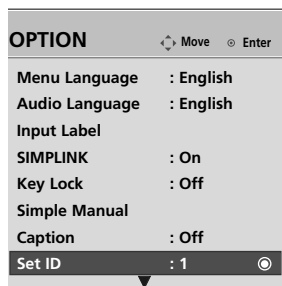 OPTION Move Enter
Menu Language : English
Audio Language : English
Input Label
SIMPLINK : On
Key Lock : Off
Simple Manual
Caption : Off
Set ID : 1